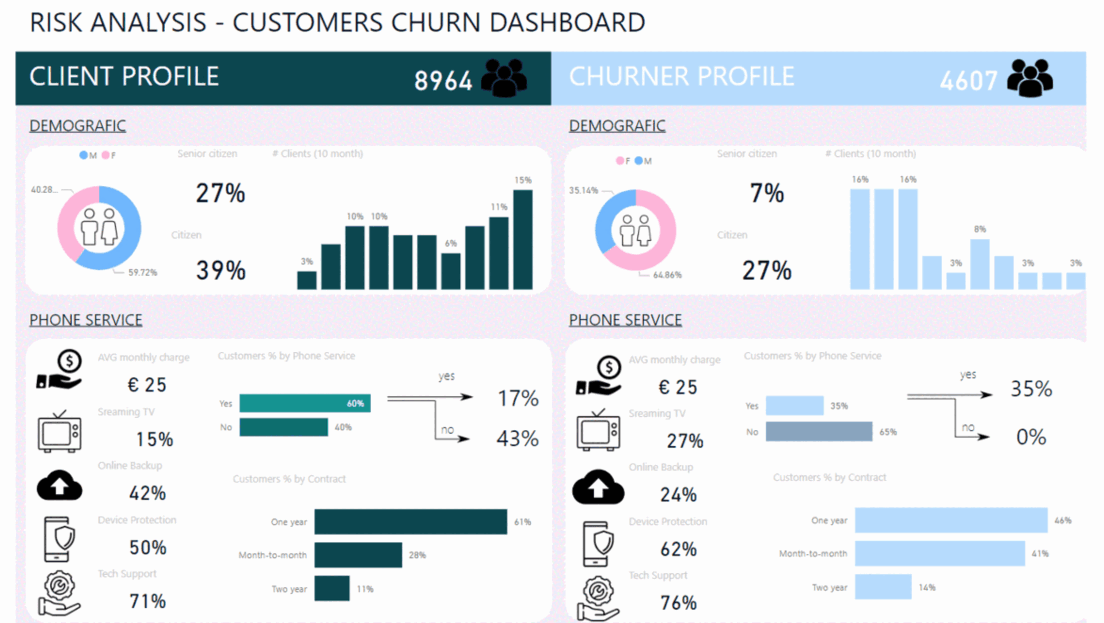 RISK ANALYSIS - CUSTOMERS CHURN DASHBOARD
CLIENT PROFILE 8964
DEMOGRAFIC
M F
40.28...
59.72%
Senior citizen
27%
Citizen
39%
# Clients (10 month)
3% 10% 10% 6% 11% 15%
PHONE SERVICE
AVG monthly charge
€ 25
Sreaming TV
15%
Online Backup
42%
Device Protection
50%
Tech Support
71%
Customers % by Phone Service
Yes 60%
No 40%
yes 17%
no 43%
Customers % by Contract
One year 61%
Month-to-month 28%
Two year 11%
CHURNER PROFILE 4607
DEMOGRAFIC
F M
35.14%
64.86%
Senior citizen
7%
Citizen
27%
# Clients (10 month)
16% 16% 3% 8% 3% 3%
PHONE SERVICE
AVG monthly charge
€ 25
Sreaming TV
27%
Online Backup
24%
Device Protection
62%
Tech Support
76%
Customers % by Phone Service
Yes 35%
No 65%
yes 35%
no 0%
Customers % by Contract
One year 46%
Month-to-month 41%
Two year 14%